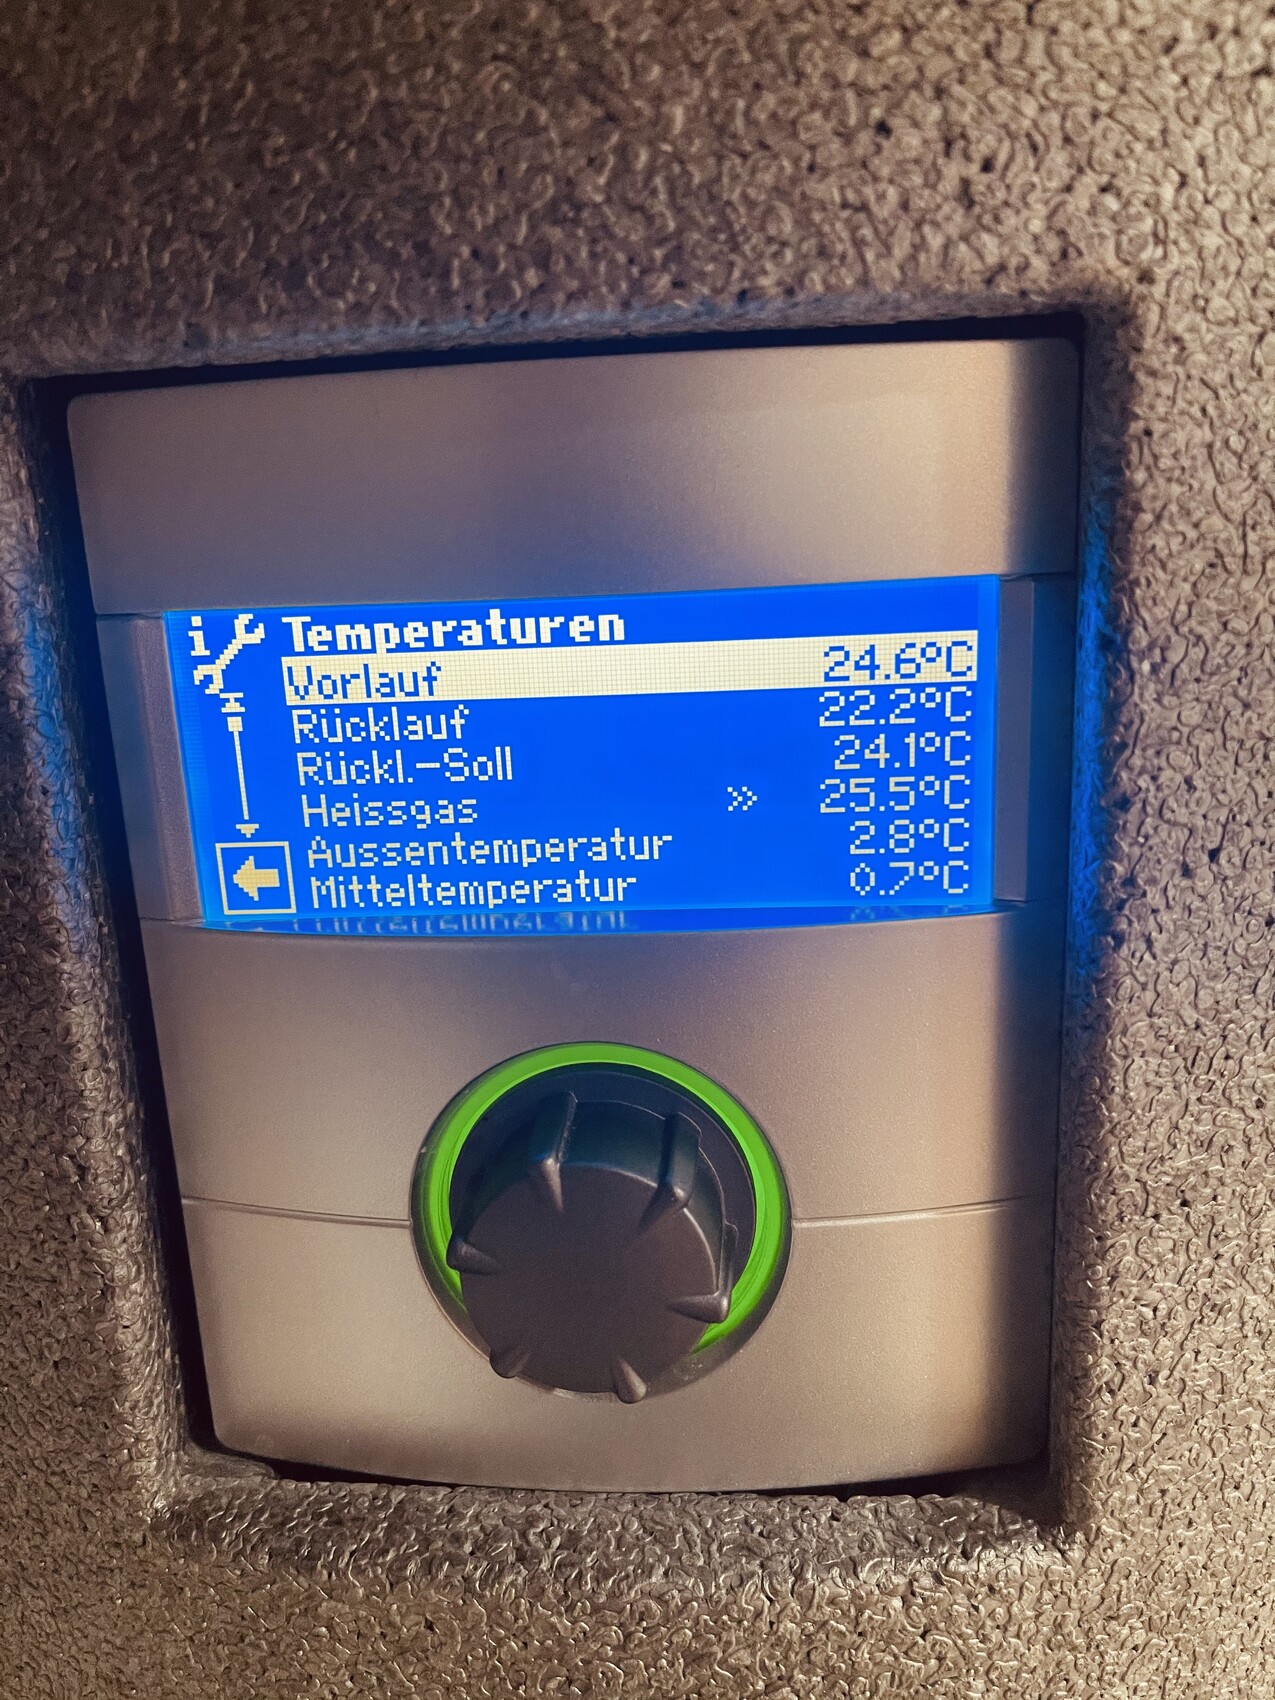 Temperaturen
Vorlauf 24.6°C
Rücklauf 22.2°C
Rückl.-Soll 24.1°C
Heissgas » 25.5°C
Aussentemperatur 2.8°C
Mitteltemperatur 0.7°C